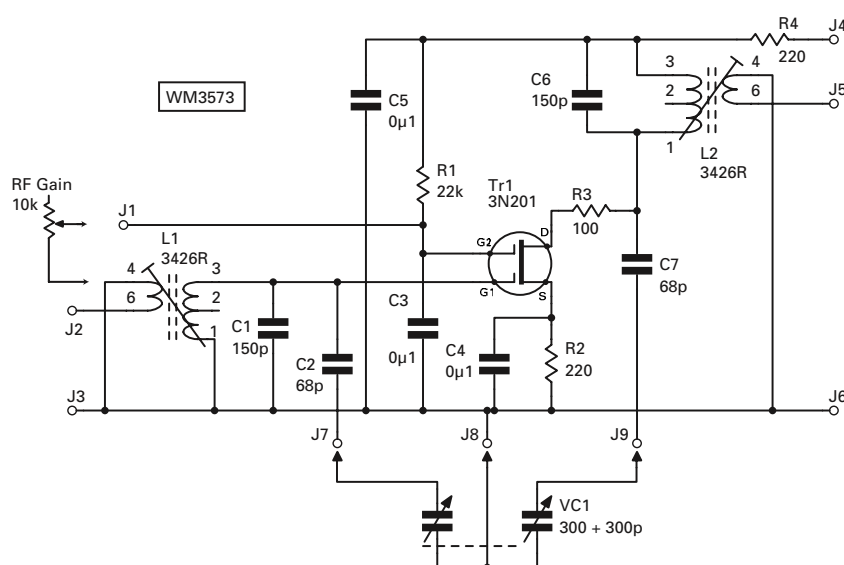 R4
220
J4
3
4
C6
150p
2
6
J5
C5
0µ1
WM3573
1
L2
3426R
R1
22k
Tr1
3N201
R3
100
RF Gain
10k
J1
L1
3426R
G2
D
4
3
C7
68p
6
2
G1
S
J2
C3
0µ1
C1
150p
1
C4
0µ1
R2
220
C2
68p
J3
J6
J7
J8
J9
VC1
300 + 300p